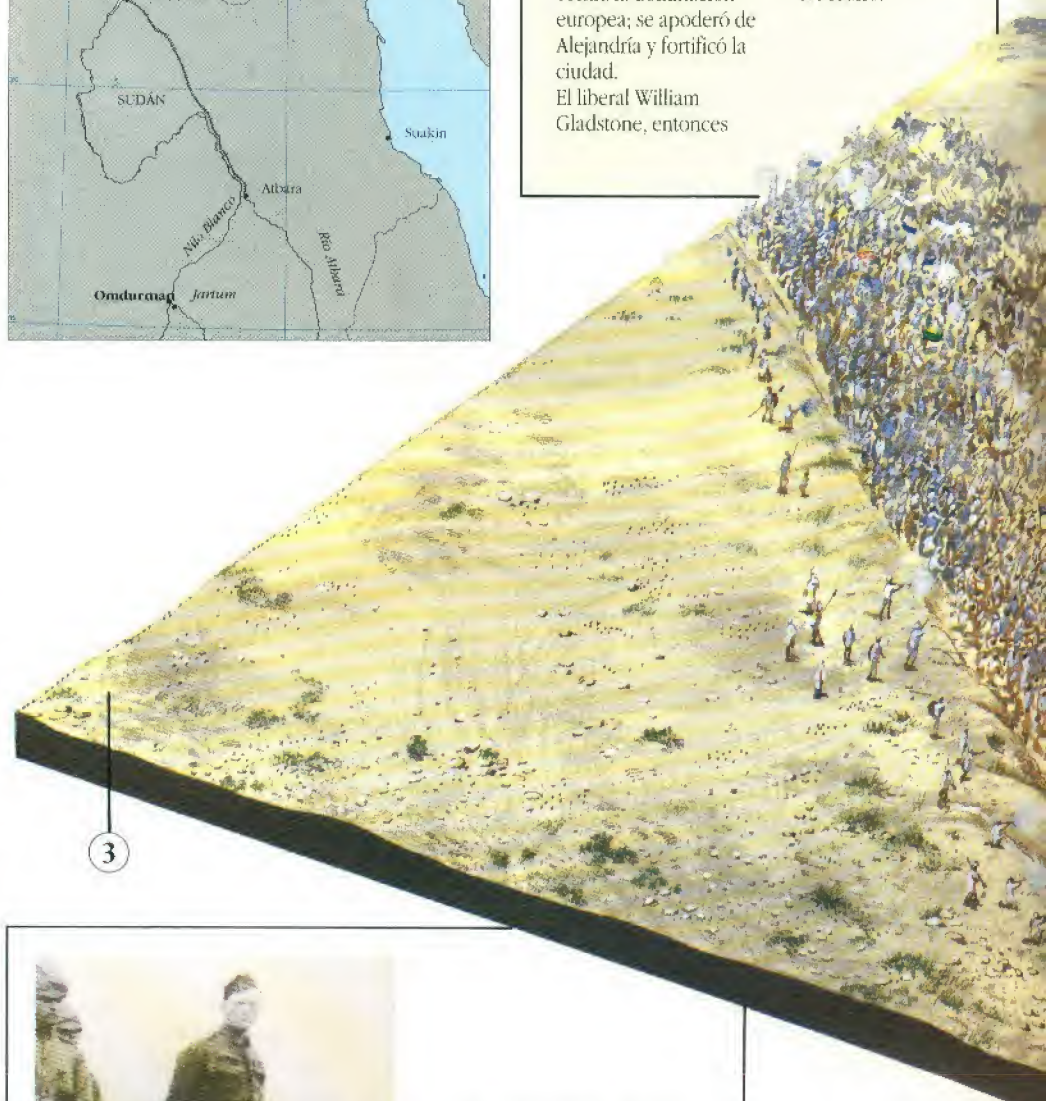 SUDÁN
Suakin
Atbara
Nilo Blanco
Río Atbara
Omdurman Jartum
europea; se apoderó de
Alejandría y fortificó la
ciudad.
El liberal William
Gladstone, entonces
3